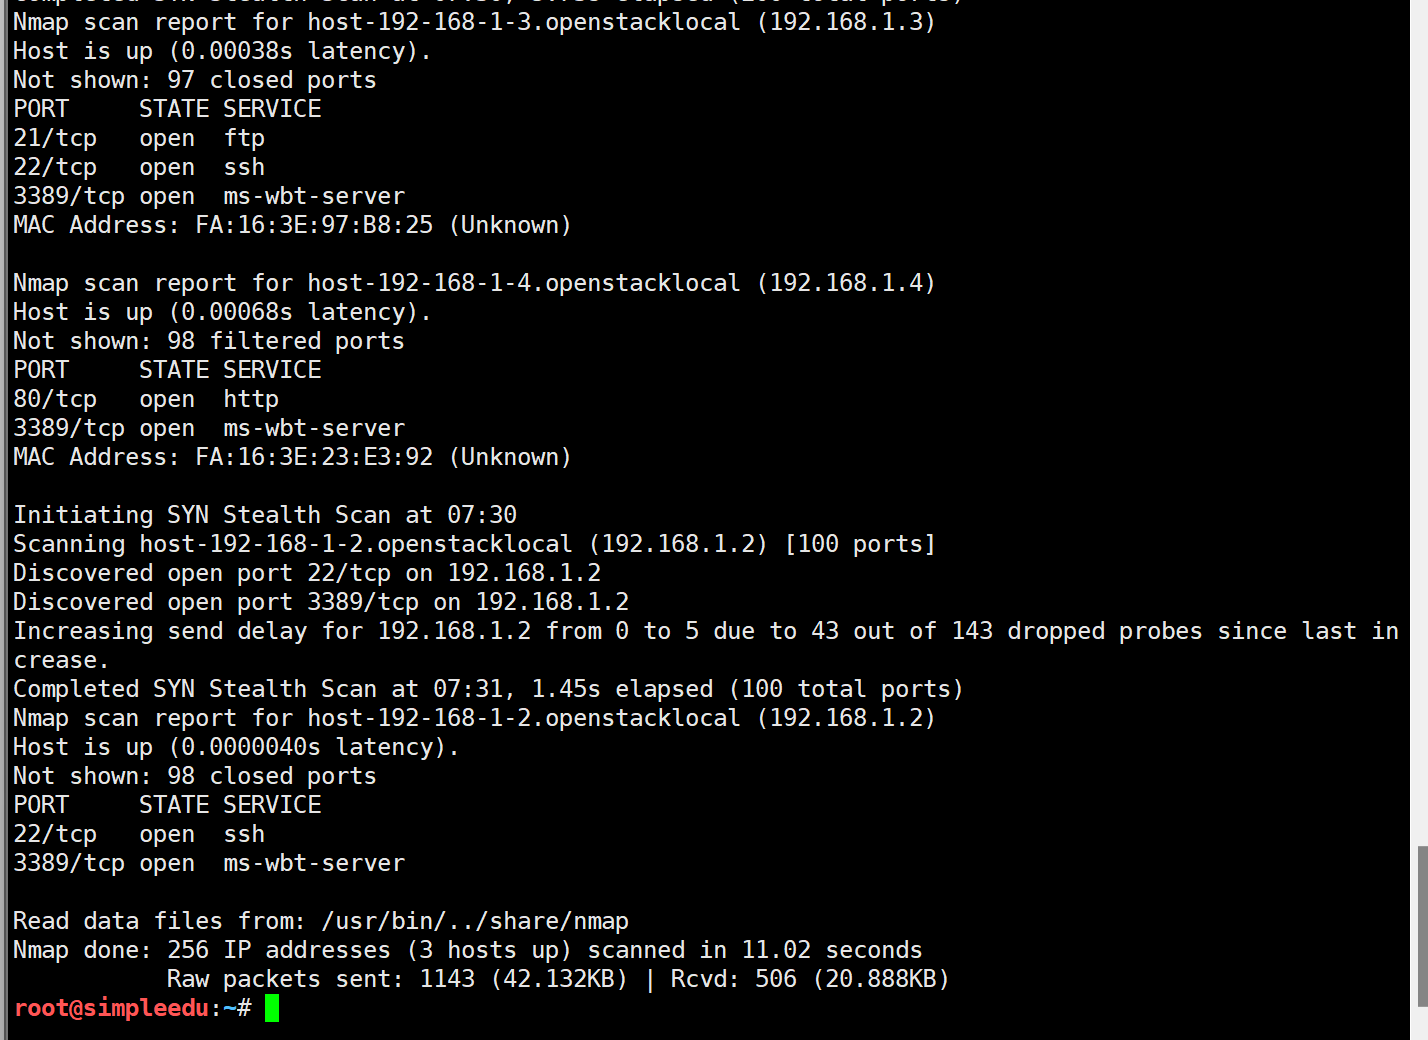 Nmap scan report for host-192-168-1-3.openstacklocal (192.168.1.3)
Host is up (0.00038s latency).
Not shown: 97 closed ports
PORT     STATE SERVICE
21/tcp   open  ftp
22/tcp   open  ssh
3389/tcp open  ms-wbt-server
MAC Address: FA:16:3E:97:B8:25 (Unknown)

Nmap scan report for host-192-168-1-4.openstacklocal (192.168.1.4)
Host is up (0.00068s latency).
Not shown: 98 filtered ports
PORT     STATE SERVICE
80/tcp   open  http
3389/tcp open  ms-wbt-server
MAC Address: FA:16:3E:23:E3:92 (Unknown)

Initiating SYN Stealth Scan at 07:30
Scanning host-192-168-1-2.openstacklocal (192.168.1.2) [100 ports]
Discovered open port 22/tcp on 192.168.1.2
Discovered open port 3389/tcp on 192.168.1.2
Increasing send delay for 192.168.1.2 from 0 to 5 due to 43 out of 143 dropped probes since last in
crease.
Completed SYN Stealth Scan at 07:31, 1.45s elapsed (100 total ports)
Nmap scan report for host-192-168-1-2.openstacklocal (192.168.1.2)
Host is up (0.0000040s latency).
Not shown: 98 closed ports
PORT     STATE SERVICE
22/tcp   open  ssh
3389/tcp open  ms-wbt-server

Read data files from: /usr/bin/../share/nmap
Nmap done: 256 IP addresses (3 hosts up) scanned in 11.02 seconds
           Raw packets sent: 1143 (42.132KB) | Rcvd: 506 (20.888KB)
root@simpleedu:~#